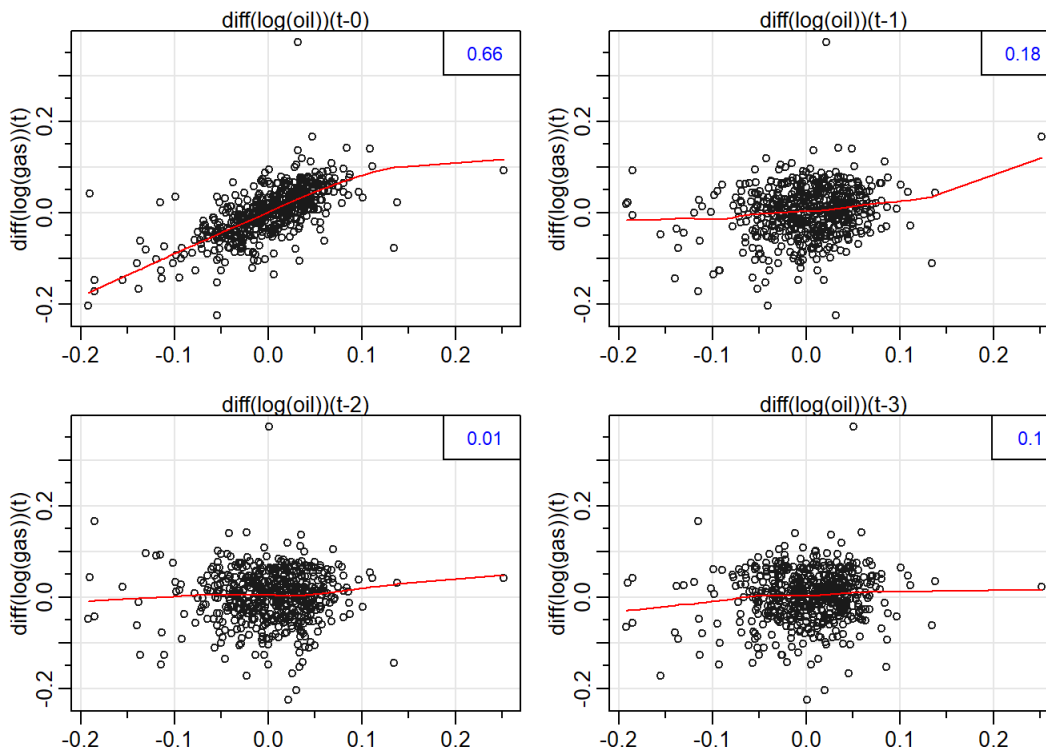 diff(log(oil))(t-0)
0.66
diff(log(gas))(t)
-0.2 0.0 0.2
-0.2 -0.1 0.0 0.1 0.2
diff(log(oil))(t-1)
0.18
diff(log(gas))(t)
-0.2 0.0 0.2
-0.2 -0.1 0.0 0.1 0.2
diff(log(oil))(t-2)
0.01
diff(log(gas))(t)
-0.2 0.0 0.2
-0.2 -0.1 0.0 0.1 0.2
diff(log(oil))(t-3)
0.1
diff(log(gas))(t)
-0.2 0.0 0.2
-0.2 -0.1 0.0 0.1 0.2